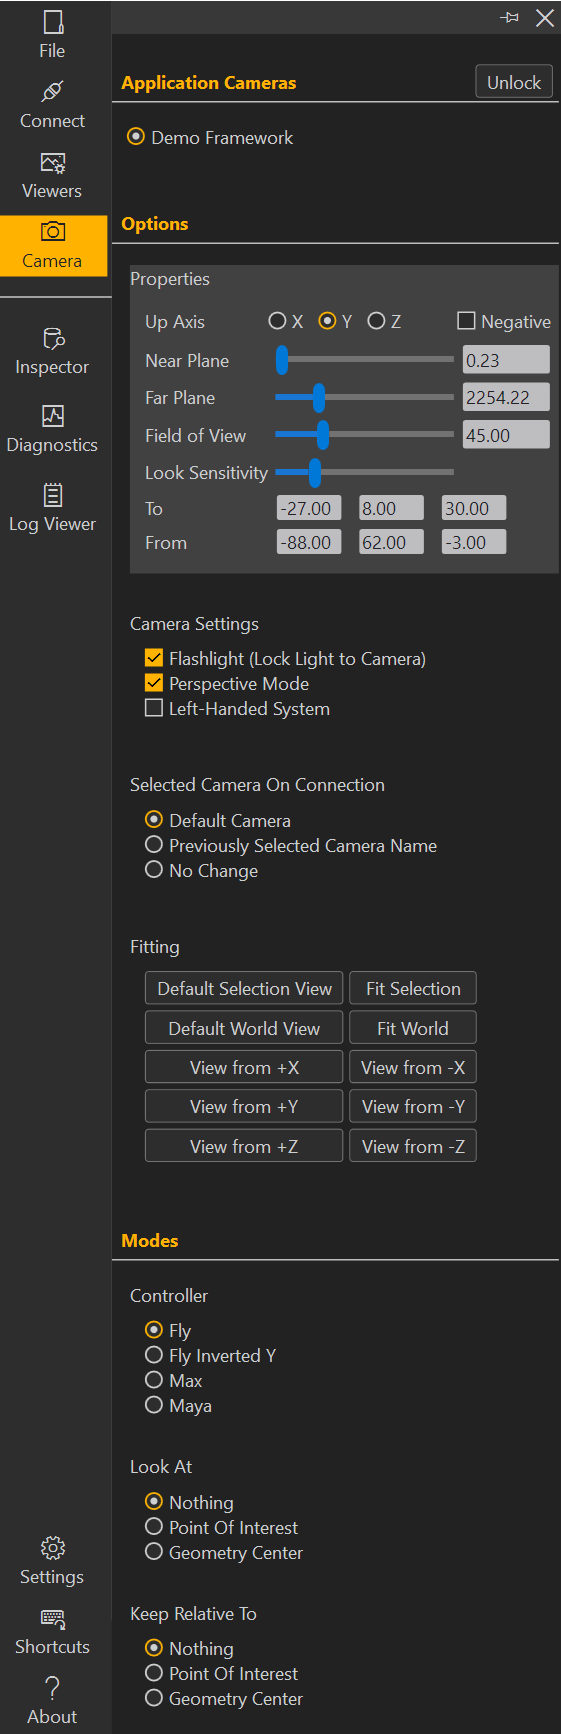 File
Connect
Viewers
Camera
Inspector
Diagnostics
Log Viewer
Settings
Shortcuts
About
Application Cameras Unlock
Demo Framework
Options
Properties
Up Axis X Y Z Negative
Near Plane 0.23
Far Plane 2254.22
Field of View 45.00
Look Sensitivity
To -27.00 8.00 30.00
From -88.00 62.00 -3.00
Camera Settings
Flashlight (Lock Light to Camera)
Perspective Mode
Left-Handed System
Selected Camera On Connection
Default Camera
Previously Selected Camera Name
No Change
Fitting
Default Selection View Fit Selection
Default World View Fit World
View from +X View from -X
View from +Y View from -Y
View from +Z View from -Z
Modes
Controller
Fly
Fly Inverted Y
Max
Maya
Look At
Nothing
Point Of Interest
Geometry Center
Keep Relative To
Nothing
Point Of Interest
Geometry Center